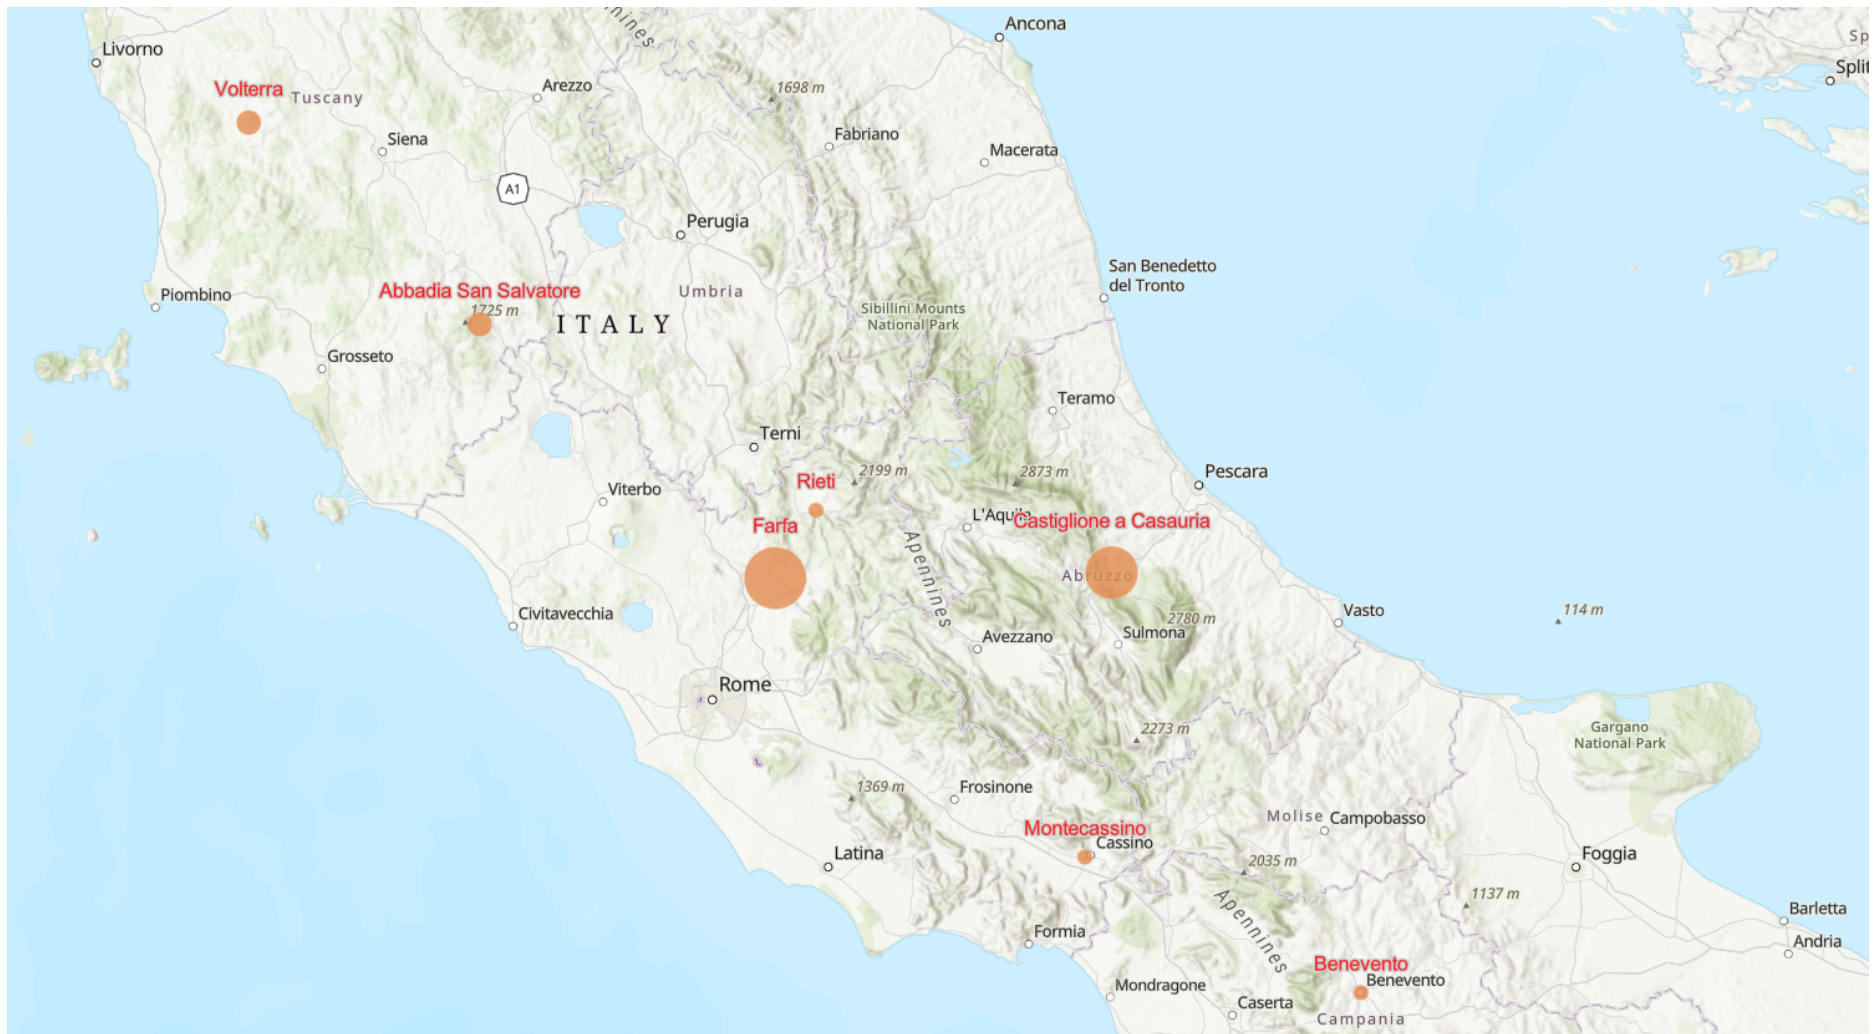 Apennines
Ancona
Livorno
Sp
Split
Volterra
Tuscany
Arezzo
1698 m
Fabriano
Siena
Macerata
A1
Perugia
San Benedetto
del Tronto
Abbadia San Salvatore
Piombino
Umbria
1725 m
ITALY
Sibillini Mounts
National Park
Grosseto
Teramo
Terni
2199 m
2873 m
Pescara
Rieti
Viterbo
L'Aquila
Castiglione a Casauria
Farfa
Apennines
Abruzzo
Civitavecchia
Vasto
114 m
2780 m
Avezzano
Sulmona
Rome
2273 m
Gargano
National Park
1369 m
Frosinone
Molise
Campobasso
Montecassino
Cassino
Latina
2035 m
Foggia
1137 m
Apennines
Barletta
Formia
Andria
Benevento
Benevento
Mondragone
Caserta
Campania